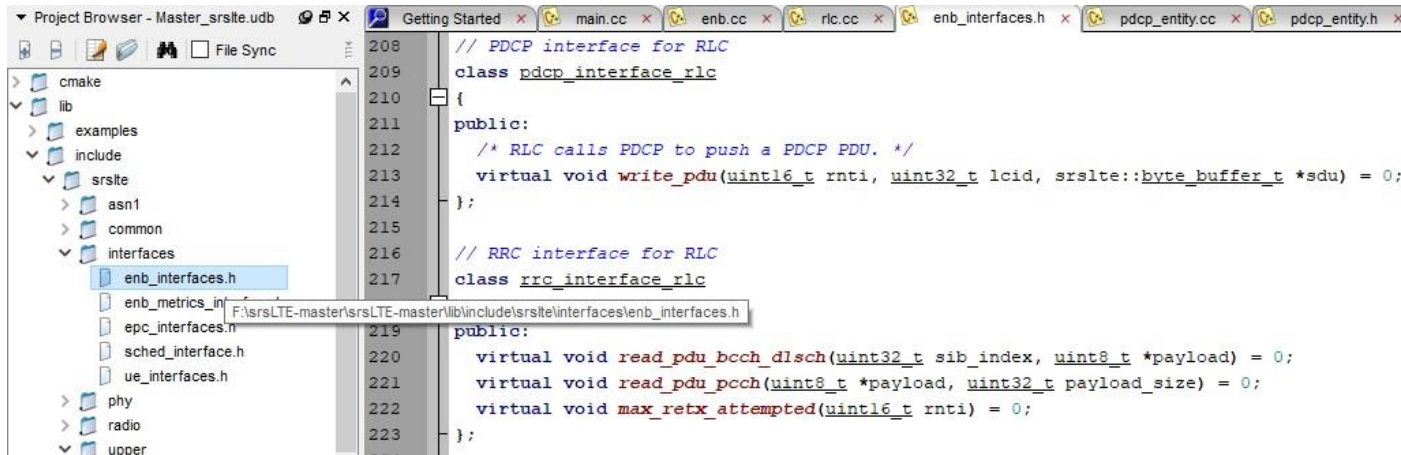 Project Browser - Master_srslte.udb
File Sync
cmake
lib
examples
include
srslte
asn1
common
interfaces
enb_interfaces.h
enb_metrics_in
epc_interfaces.h
sched_interface.h
ue_interfaces.h
phy
radio
upper
F:\srsLTE-master\srsLTE-master\lib\include\srslte\interfaces\enb_interfaces.h
Getting Started × main.cc × enb.cc × rlc.cc × enb_interfaces.h × pdcp_entity.cc × pdcp_entity.h ×
208 // PDCP interface for RLC
209 class pdcp_interface_rlc
210 {
211 public:
212 /* RLC calls PDCP to push a PDCP PDU. */
213 virtual void write_pdu(uint16_t rnti, uint32_t lcid, srslte::byte_buffer_t *sdu) = 0;
214 };
215
216 // RRC interface for RLC
217 class rrc_interface_rlc
219 public:
220 virtual void read_pdu_bcch_dlsch(uint32_t sib_index, uint8_t *payload) = 0;
221 virtual void read_pdu_pcch(uint8_t *payload, uint32_t payload_size) = 0;
222 virtual void max_retx_attempted(uint16_t rnti) = 0;
223 };